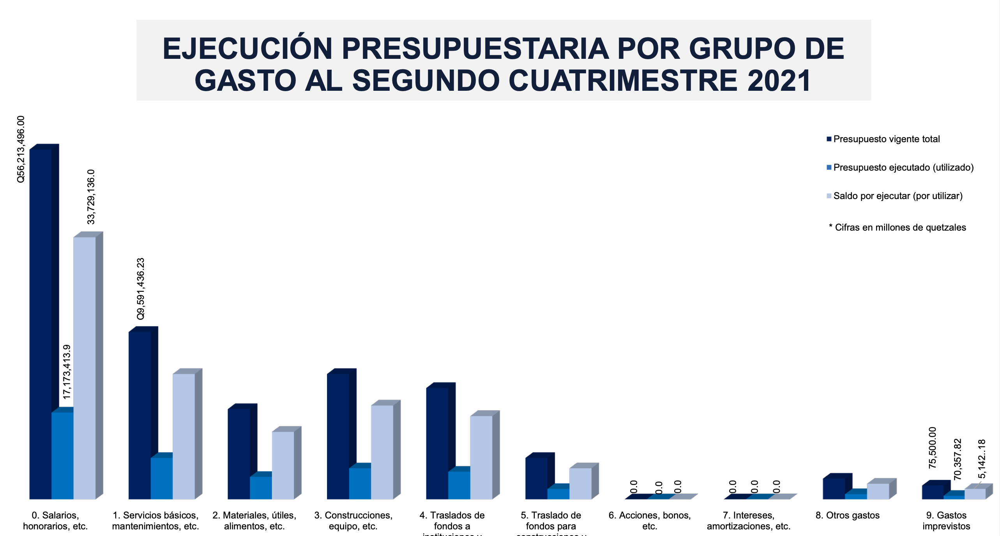 EJECUCIÓN PRESUPUESTARIA POR GRUPO DE
GASTO AL SEGUNDO CUATRIMESTRE 2021
Presupuesto vigente total
Presupuesto ejecutado (utilizado)
Saldo por ejecutar (por utilizar)
* Cifras en millones de quetzales
Q56,213,496.00
17,173,413.9
33,729,136.0
Q9,591,436.23
0.0
0.0
0.0
0.0
0.0
0.0
75,500.00
70,357.82
5,142..18
0. Salarios,
honorarios, etc.
1. Servicios básicos,
mantenimientos, etc.
2. Materiales, útiles,
alimentos, etc.
3. Construcciones,
equipo, etc.
4. Traslados de
fondos a
instituciones y
5. Traslado de
fondos para
construcciones y
6. Acciones, bonos,
etc.
7. Intereses,
amortizaciones, etc.
8. Otros gastos
9. Gastos
imprevistos